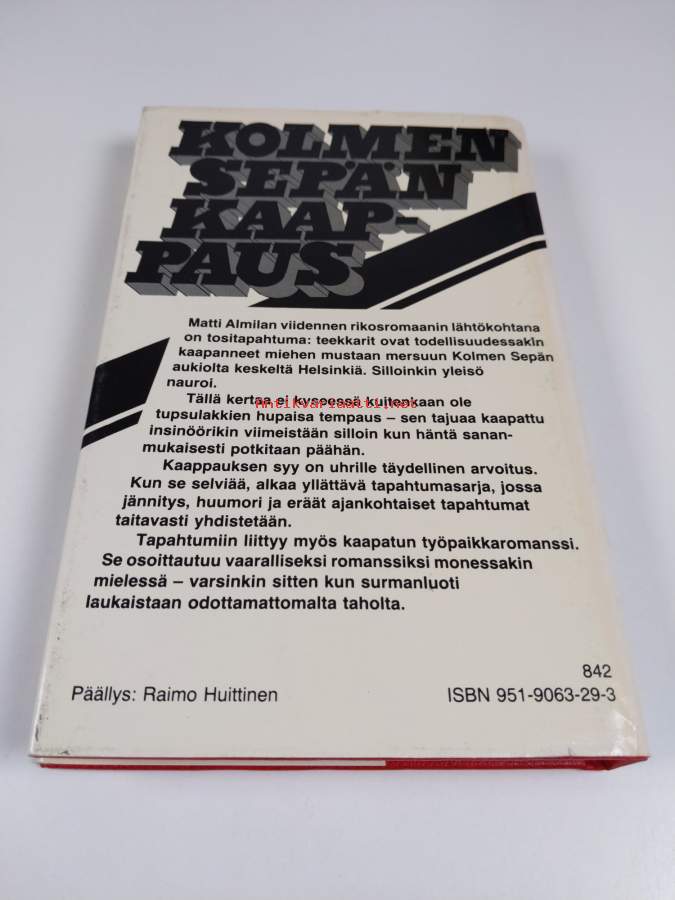 KOLMEN
SEPÄN
KAAP-
PAUS
Matti Almilan viidennen rikosromaanin lähtökohtana
on tositapahtuma: teekkarit ovat todellisuudessakin
kaapanneet miehen mustaan mersuun Kolmen Sepän
aukiolta keskeltä Helsinkiä. Silloinkin yleisö
nauroi.
Tällä kertaa ei kyseessä kuitenkaan ole
Antikvariaatti.net
tupsulakkien hupaisa tempaus – sen tajuaa kaapattu
insinöörikin viimeistään silloin kun häntä sanan-
mukaisesti potkitaan päähän.
Kaappauksen syy on uhrille täydellinen arvoitus.
Kun se selviää, alkaa yllättävä tapahtumasarja, jossa
jännitys, huumori ja eräät ajankohtaiset tapahtumat
taitavasti yhdistetään.
Tapahtumiin liittyy myös kaapatun työpaikkaromanssi.
Se osoittautuu vaaralliseksi romanssiksi monessakin
mielessä – varsinkin sitten kun surmanluoti
laukaistaan odottamattomalta taholta.
842
Päällys: Raimo Huittinen
ISBN 951-9063-29-3